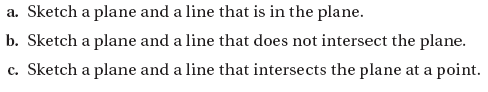 a. Sketch a plane and a line that is in the plane.
b. Sketch a plane and a line that does not intersect the plane.
c. Sketch a plane and a line that intersects the plane at a point.